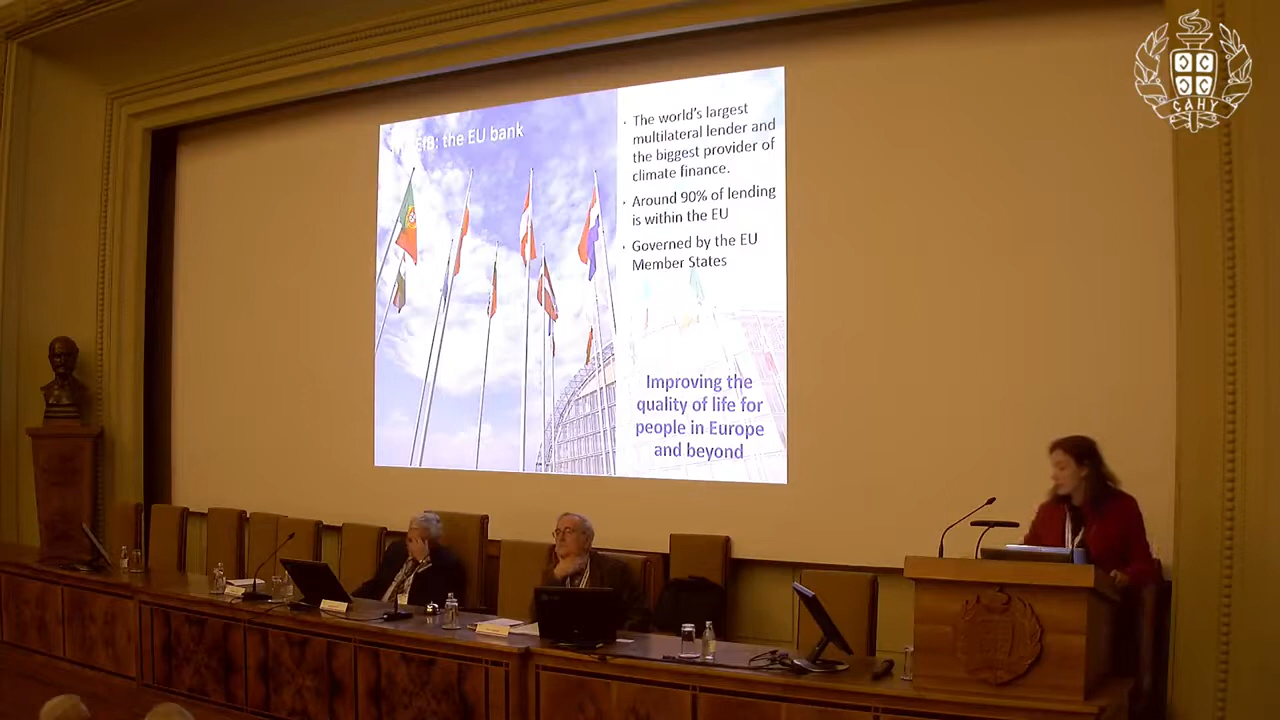 EIB: the EU bank
• The world's largest
multilateral lender and
the biggest provider of
climate finance.
• Around 90% of lending
is within the EU
• Governed by the EU
Member States
Improving the
quality of life for
people in Europe
and beyond
САНУ